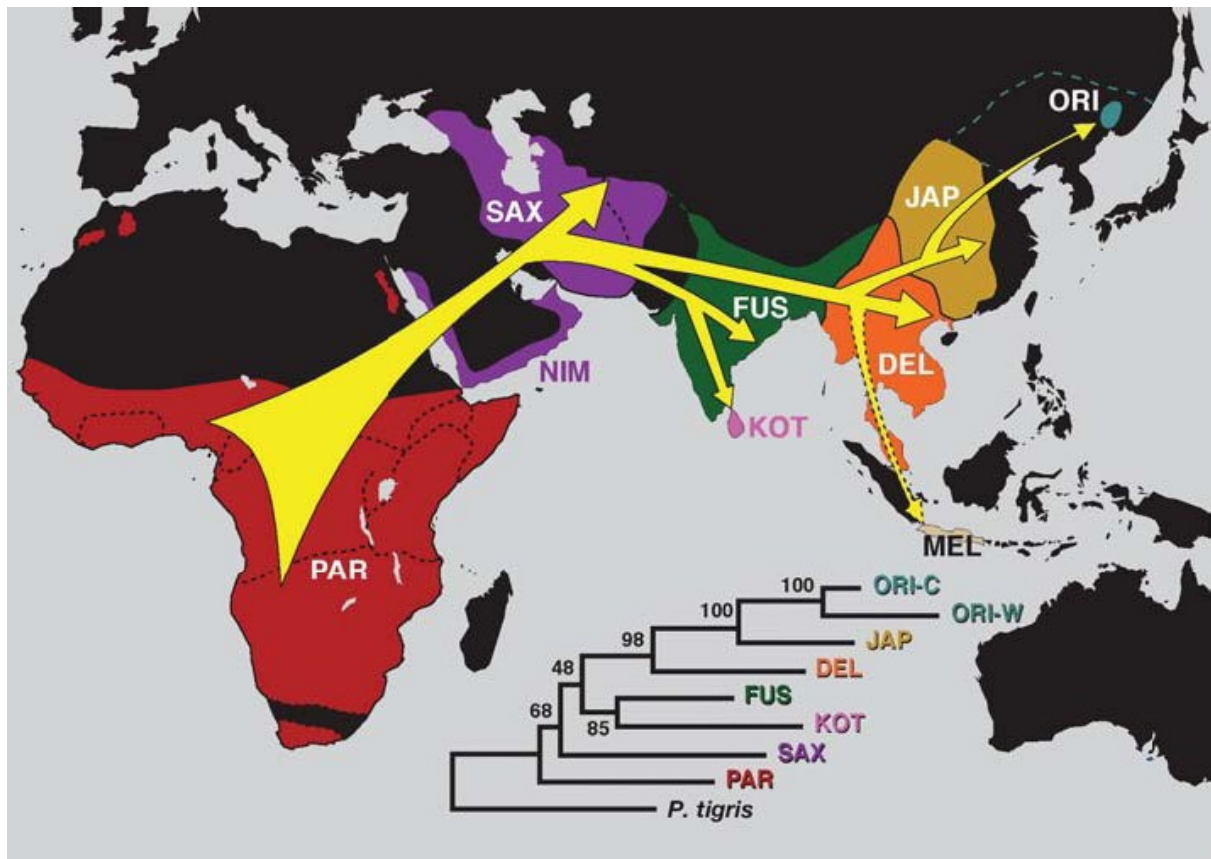 ORI
JAP
SAX
FUS
NIM
DEL
KOT
MEL
PAR
100
ORI-C
100
ORI-W
98
JAP
48
DEL
FUS
68
85
KOT
SAX
PAR
P. tigris